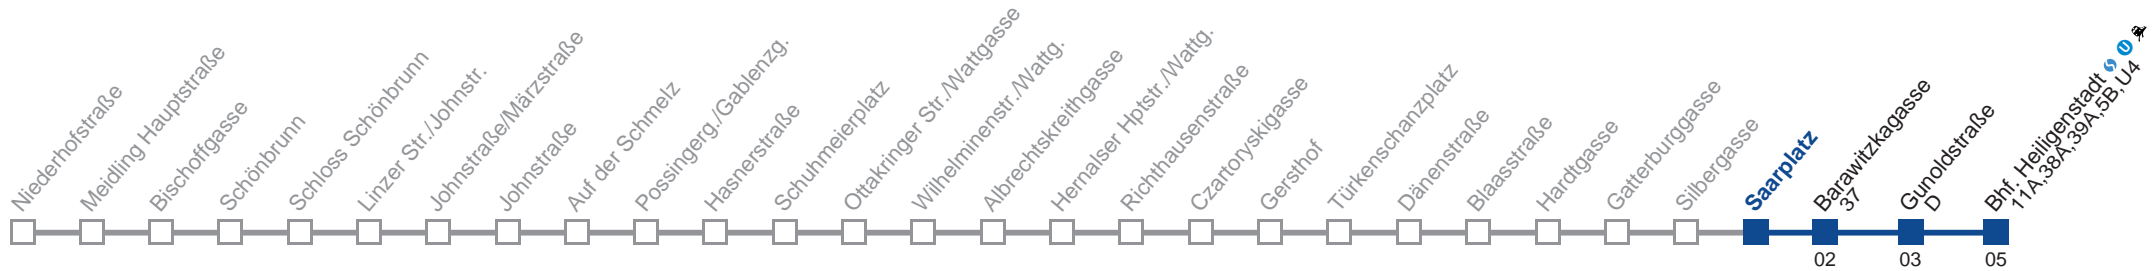 Niederhofstraße
Meidling Hauptstraße
Bischoffgasse
Schönbrunn
Schloss Schönbrunn
Linzer Str./Johnstr.
Johnstraße/Märzstraße
Johnstraße
Auf der Schmelz
Possingerg./Gablenzg.
Hasnerstraße
Schuhmeierplatz
Ottakringer Str./Wattgasse
Wilhelminenstr./Wattg.
Albrechtskreithgasse
Hernalser Hptstr./Wattg.
Richthausenstraße
Czartoryskigasse
Gersthof
Türkenschanzplatz
Dänenstraße
Blaasstraße
Hardtgasse
Gatterburggasse
Silbergasse
Saarplatz
Barawitzkagasse
37
Gunoldstraße
D
Bhf. Heiligenstadt S U
11A,38A,39A,5B,U4
02
03
05